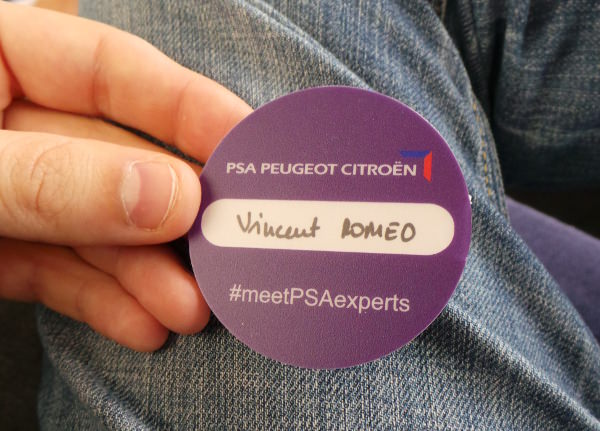 PSA PEUGEOT CITROËN
Vincent ROMEO
#meetPSAexperts